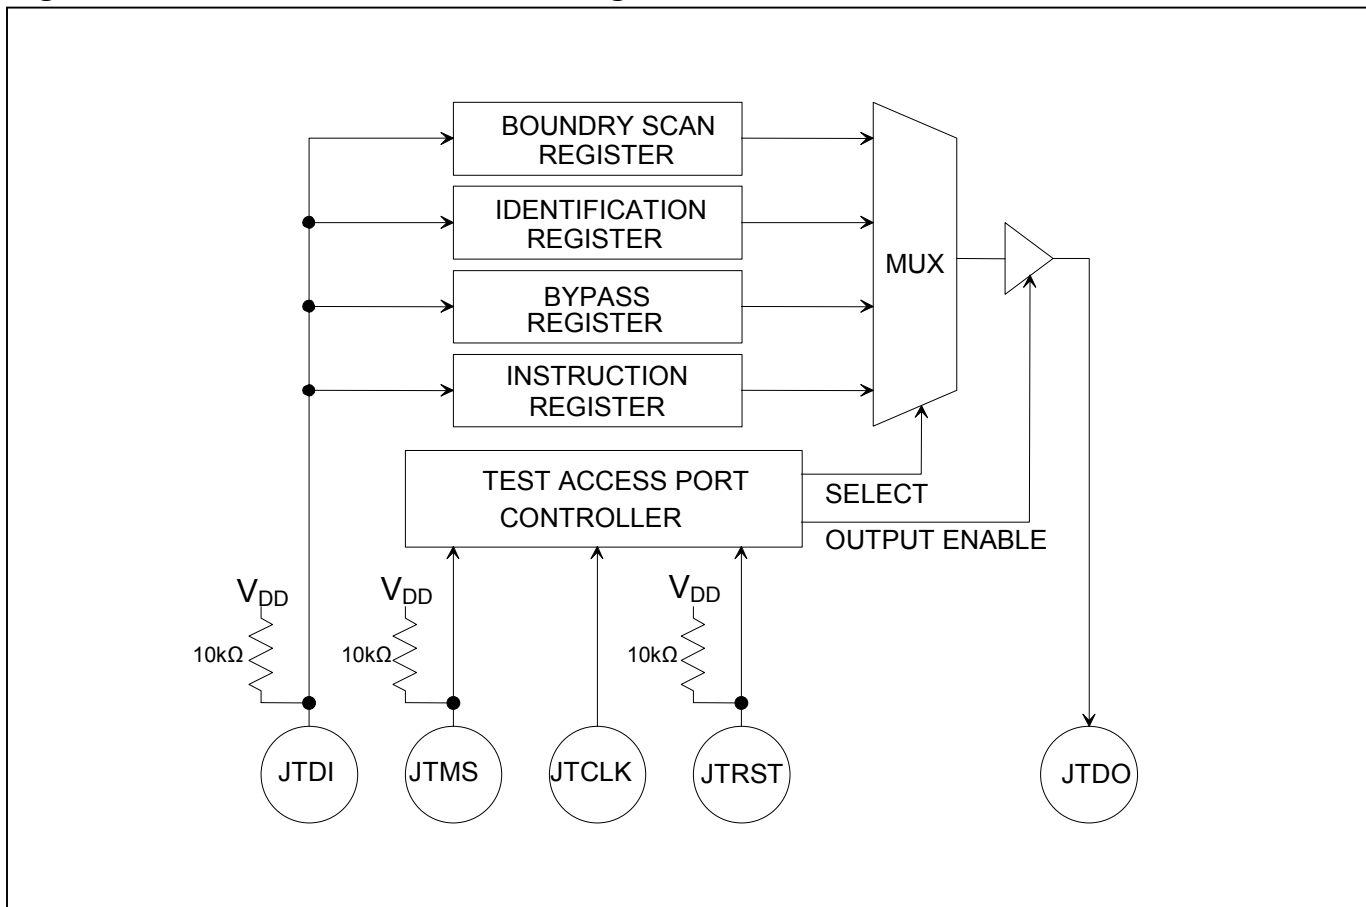 BOUNDRY SCAN
REGISTER
IDENTIFICATION
REGISTER
BYPASS
REGISTER
INSTRUCTION
REGISTER
MUX
TEST ACCESS PORT
CONTROLLER
SELECT
OUTPUT ENABLE
VDD
VDD
VDD
10kΩ
10kΩ
10kΩ
JTDI
JTMS
JTCLK
JTRST
JTDO